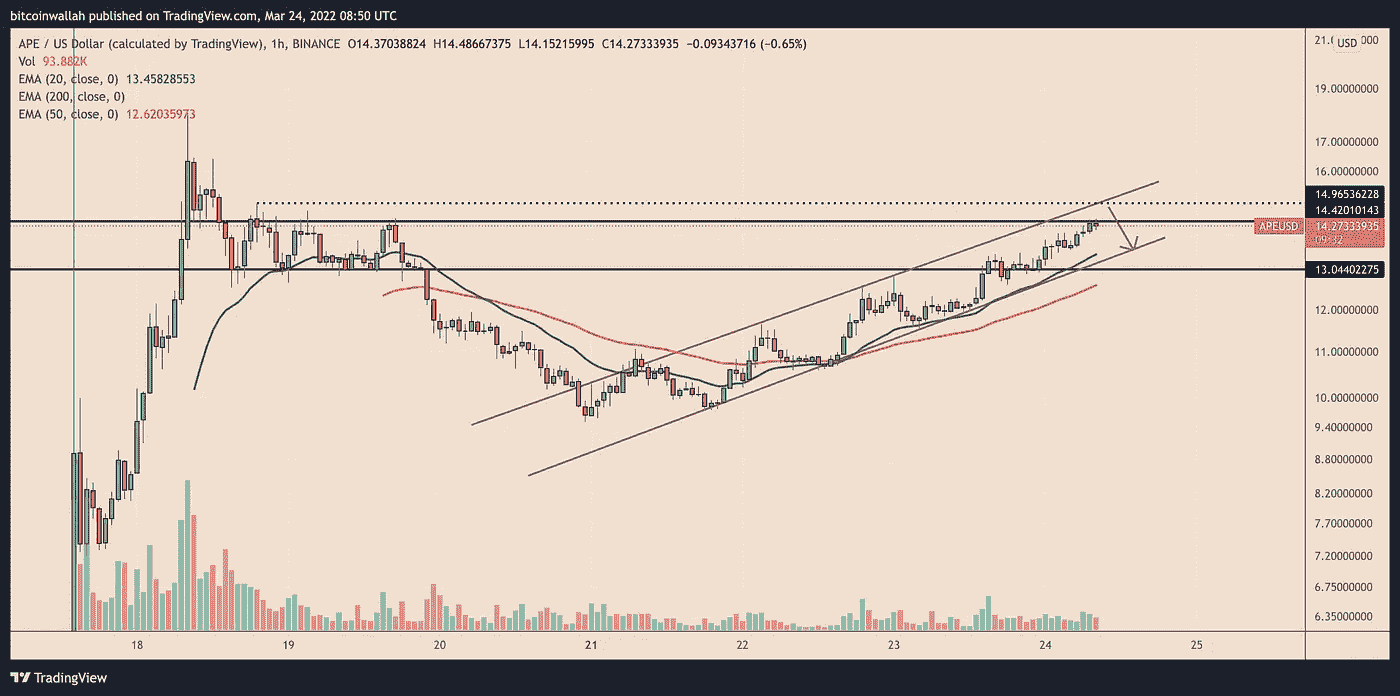 bitcoinwallah published on TradingView.com, Mar 24, 2022 08:50 UTC
APE / US Dollar (calculated by TradingView), 1h, BINANCE O14.37038824 H14.48667375 L14.15215995 C14.27333935 −0.09343716 (−0.65%)
Vol 93.882K
EMA (20, close, 0) 13.45828553
EMA (200, close, 0)
EMA (50, close, 0) 12.62035973
USD
19.00000000
17.00000000
16.00000000
14.96536228
14.42010143
APEUSD 14.27333935
09:32
13.04402275
12.00000000
11.00000000
10.00000000
9.40000000
8.80000000
8.20000000
7.70000000
7.20000000
6.75000000
6.35000000
18 19 20 21 22 23 24 25
TradingView